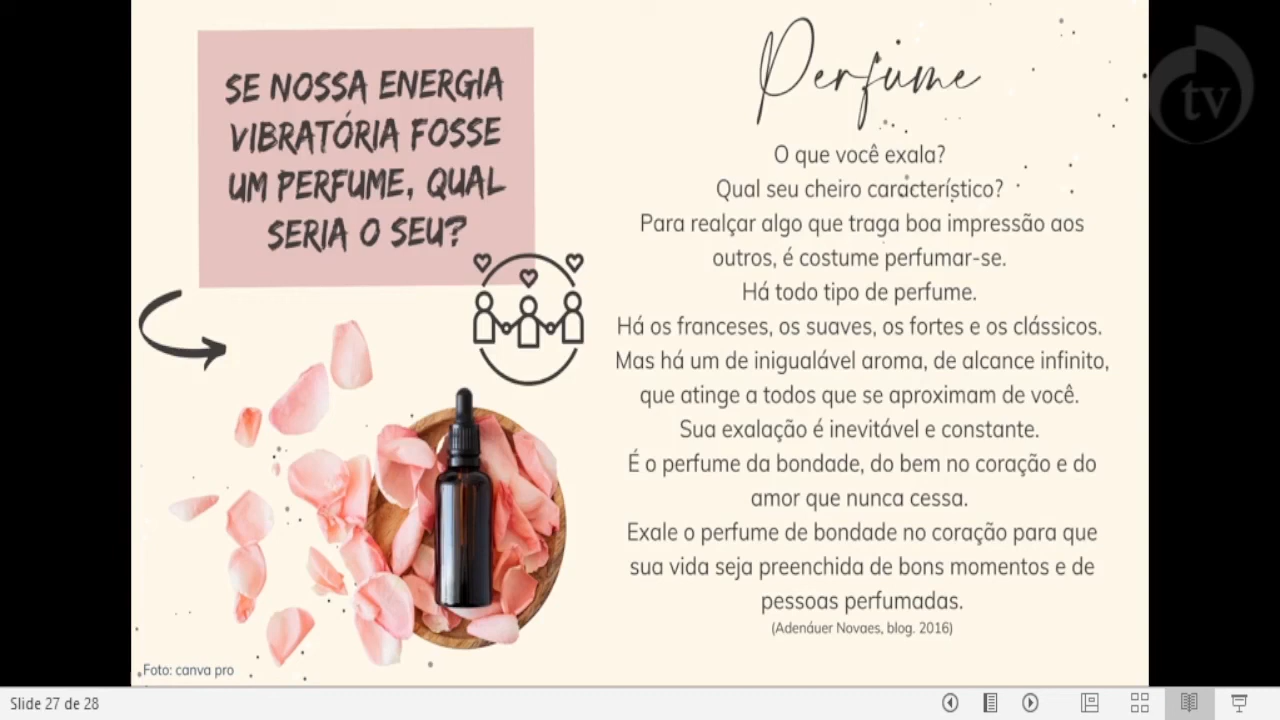 SE NOSSA ENERGIA
VIBRATÓRIA FOSSE
UM PERFUME, QUAL
SERIA O SEU?
Perfume
O que você exala?
Qual seu cheiro característico?
Para realçar algo que traga boa impressão aos
outros, é costume perfumar-se.
Há todo tipo de perfume.
Há os franceses, os suaves, os fortes e os clássicos.
Mas há um de inigualável aroma, de alcance infinito,
que atinge a todos que se aproximam de você.
Sua exalação é inevitável e constante.
É o perfume da bondade, do bem no coração e do
amor que nunca cessa.
Exale o perfume de bondade no coração para que
sua vida seja preenchida de bons momentos e de
pessoas perfumadas.
(Adenáuer Novaes, blog. 2016)
Foto: canva pro
tv
Slide 27 de 28